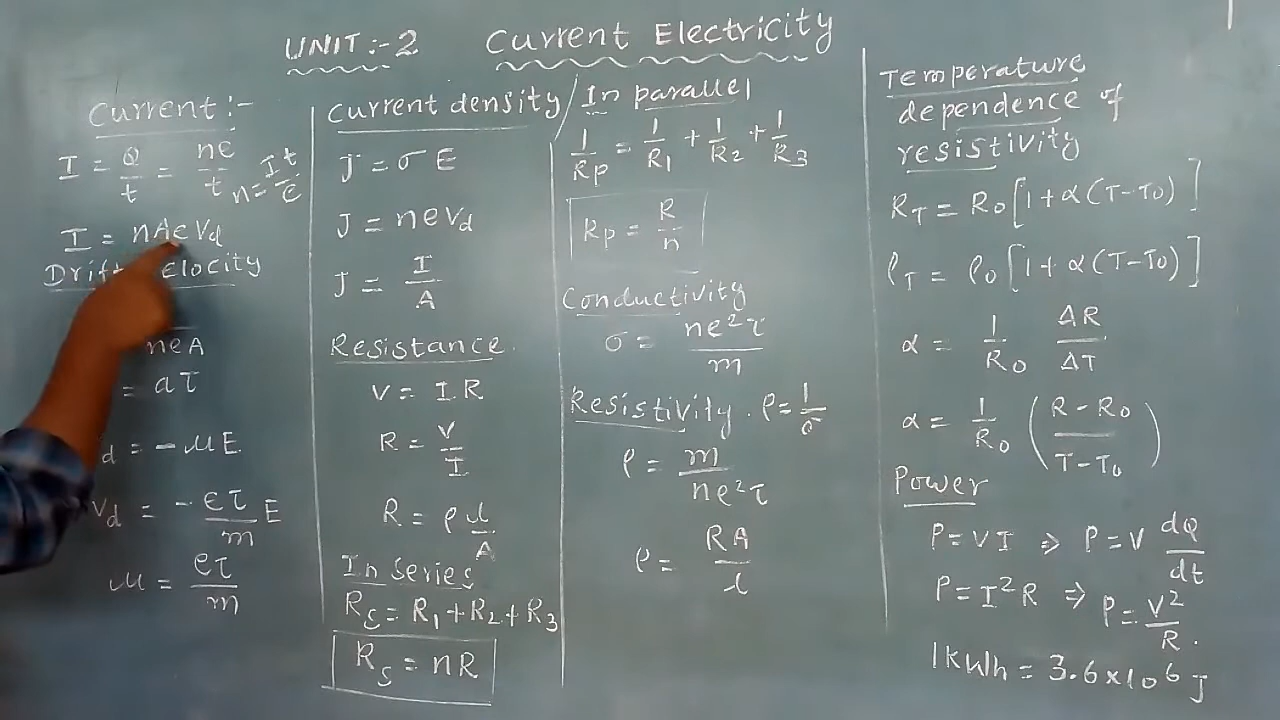 UNIT:-2 Current Electricity
Current:-
I = Q/t = ne/t n = It/e
I = nAeVd
Drift elocity
neA
= aτ
d = -μE
Vd = - eτ/m E
μ = eτ/m
Current density
J = σ E
J = neVd
J = I/A
Resistance
V = I.R
R = V/I
R = ρ l/A
In Series
RS = R1 + R2 + R3
RS = nR
In parallel
1/Rp = 1/R1 + 1/R2 + 1/R3
Rp = R/n
Conductivity
σ = ne²τ/m
Resistivity . ρ = 1/σ
ρ = m/ne²τ
ρ = RA/l
Temperature
dependence of
resistivity
RT = R0 [1 + α (T-T0)]
ρT = ρ0 [1 + α (T-T0)]
α = 1/R0 ΔR/ΔT
α = 1/R0 (R - R0/T - T0)
Power
P = VI ⇒ P = V dQ/dt
P = I²R ⇒ P = V²/R.
1kWh = 3.6×10⁶ J